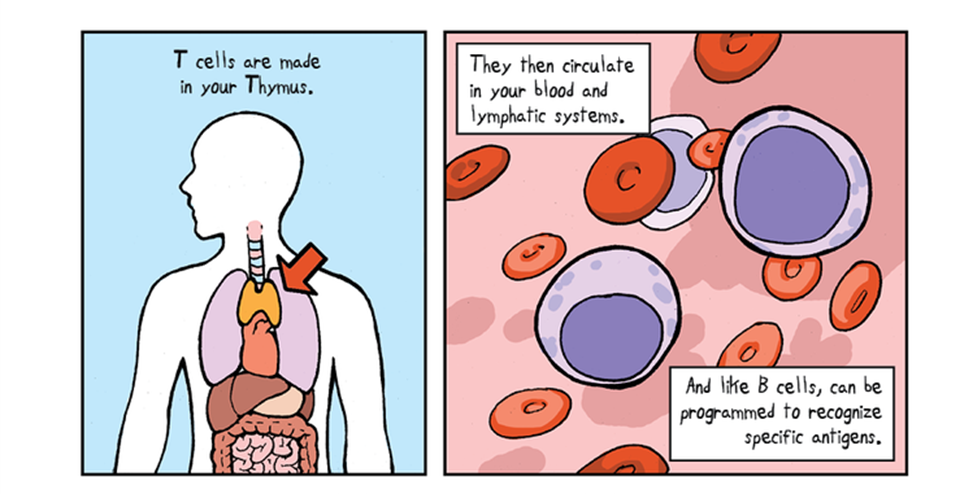 T cells are made
in your Thymus.
They then circulate
in your blood and
lymphatic systems.
And like B cells, can be
programmed to recognize
specific antigens.